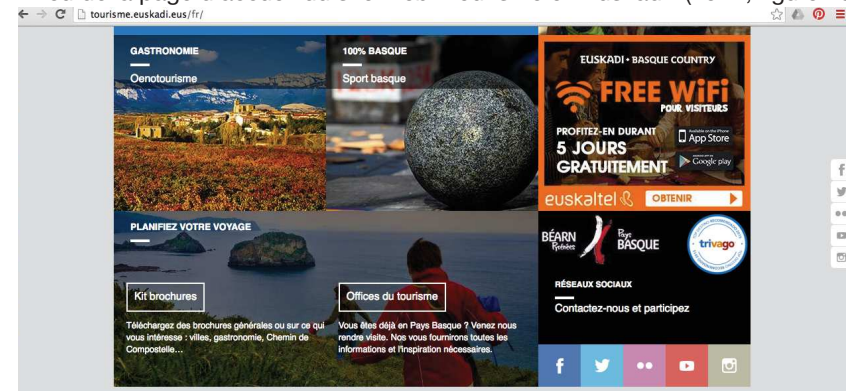 tourisme.euskadi.eus/fr/
GASTRONOMIE
Oenotourisme
100% BASQUE
Sport basque
EUSKADI • BASQUE COUNTRY
FREE WiFi
POUR VISITEURS
PROFITEZ-EN DURANT
5 JOURS
GRATUITEMENT
Available on the iPhone
App Store
Google play
euskaltel
OBTENIR
PLANIFIEZ VOTRE VOYAGE
Kit brochures
Téléchargez des brochures générales ou sur ce qui
vous intéresse : villes, gastronomie, Chemin de
Compostelle…
Offices du tourisme
Vous êtes déjà en Pays Basque ? Venez nous
rendre visite. Nos vous fournirons toutes les
informations et l'inspiration nécessaires.
BÉARN
Pyrénées
Pays
BASQUE
trivago
RÉSEAUX SOCIAUX
Contactez-nous et participez